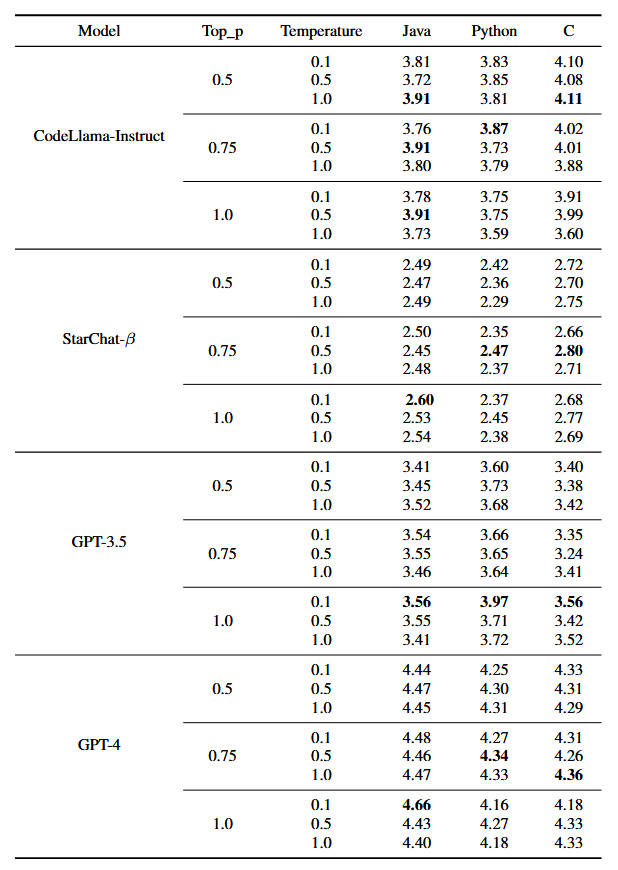 Model Top_p Temperature Java Python C
CodeLlama-Instruct 0.5 0.1 3.81 3.83 4.10
0.5 3.72 3.85 4.08
1.0 3.91 3.81 4.11
0.75 0.1 3.76 3.87 4.02
0.5 3.91 3.73 4.01
1.0 3.80 3.79 3.88
1.0 0.1 3.78 3.75 3.91
0.5 3.91 3.75 3.99
1.0 3.73 3.59 3.60
StarChat-β 0.5 0.1 2.49 2.42 2.72
0.5 2.47 2.36 2.70
1.0 2.49 2.29 2.75
0.75 0.1 2.50 2.35 2.66
0.5 2.45 2.47 2.80
1.0 2.48 2.37 2.71
1.0 0.1 2.60 2.37 2.68
0.5 2.53 2.45 2.77
1.0 2.54 2.38 2.69
GPT-3.5 0.5 0.1 3.41 3.60 3.40
0.5 3.45 3.73 3.38
1.0 3.52 3.68 3.42
0.75 0.1 3.54 3.66 3.35
0.5 3.55 3.65 3.24
1.0 3.46 3.64 3.41
1.0 0.1 3.56 3.97 3.56
0.5 3.55 3.71 3.42
1.0 3.41 3.72 3.52
GPT-4 0.5 0.1 4.44 4.25 4.33
0.5 4.47 4.30 4.31
1.0 4.45 4.31 4.29
0.75 0.1 4.48 4.27 4.31
0.5 4.46 4.34 4.26
1.0 4.47 4.33 4.36
1.0 0.1 4.66 4.16 4.18
0.5 4.43 4.27 4.33
1.0 4.40 4.18 4.33